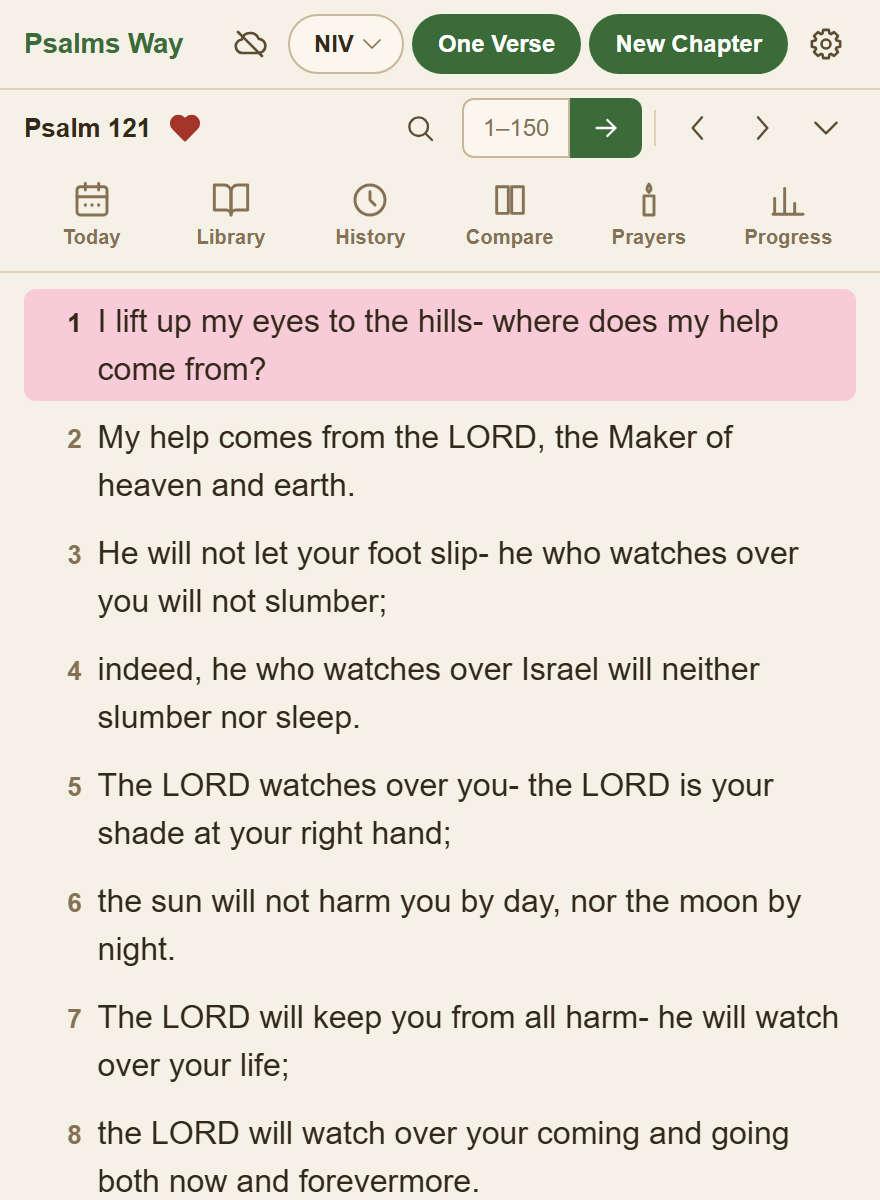 Psalms Way
NIV
One Verse
New Chapter
Psalm 121
1–150
Today
Library
History
Compare
Prayers
Progress
1 I lift up my eyes to the hills- where does my help
come from?
2 My help comes from the LORD, the Maker of
heaven and earth.
3 He will not let your foot slip- he who watches over
you will not slumber;
4 indeed, he who watches over Israel will neither
slumber nor sleep.
5 The LORD watches over you- the LORD is your
shade at your right hand;
6 the sun will not harm you by day, nor the moon by
night.
7 The LORD will keep you from all harm- he will watch
over your life;
8 the LORD will watch over your coming and going
both now and forevermore.